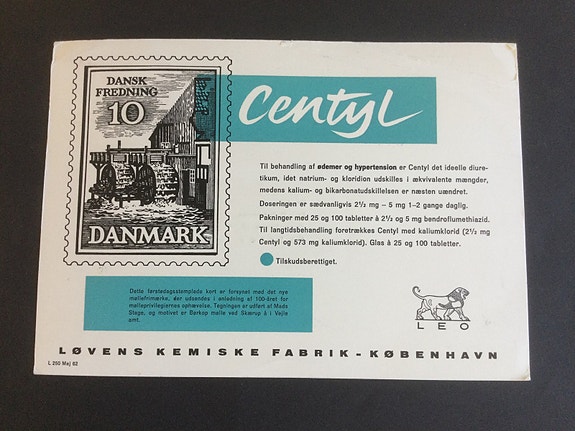 DANSK
FREDNING
10
DANMARK
Centyl
Til behandling af ødemer og hypertension er Centyl det ideelle diure-
tikum, idet natrium- og kloridion udskilles i ækvivalente mængder,
medens kalium- og bikarbonatudskillelsen er næsten uændret.
Doseringen er sædvanligvis 2½ mg – 5 mg 1–2 gange daglig.
Pakninger med 25 og 100 tabletter à 2½ og 5 mg bendroflumethiazid.
Til langtidsbehandling foretrækkes Centyl med kaliumklorid (2½ mg
Centyl og 573 mg kaliumklorid). Glas à 25 og 100 tabletter.
Tilskudsberettiget.
Dette førstedagsstemplede kort er forsynet med det nye
møllefrimærke, der udsendes i anledning af 100-året for
mølleprivilegiernes ophævelse. Tegningen er udført af Mads
Stage, og motivet er Børkop mølle ved Skærup å i Vejle
amt.
LEO
LØVENS KEMISKE FABRIK - KØBENHAVN
L 250 Maj 62